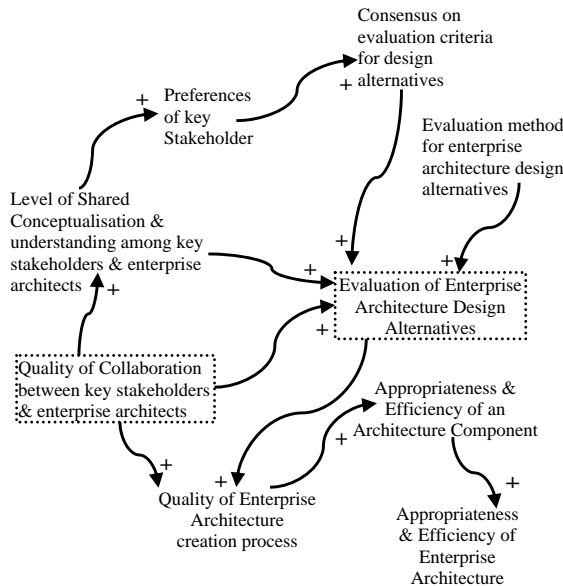 Consensus on
evaluation criteria
for design
alternatives
+
+
Preferences
of key
Stakeholder
Evaluation method
for enterprise
architecture design
alternatives
Level of Shared
Conceptualisation &
understanding among key
stakeholders & enterprise
architects
+
+
+
+
Evaluation of Enterprise
Architecture Design
Alternatives
+
+
Quality of Collaboration
between key stakeholders
& enterprise architects
Appropriateness &
Efficiency of an
Architecture Component
+
+
+
+
Quality of Enterprise
Architecture
creation process
Appropriateness
& Efficiency of
Enterprise
Architecture